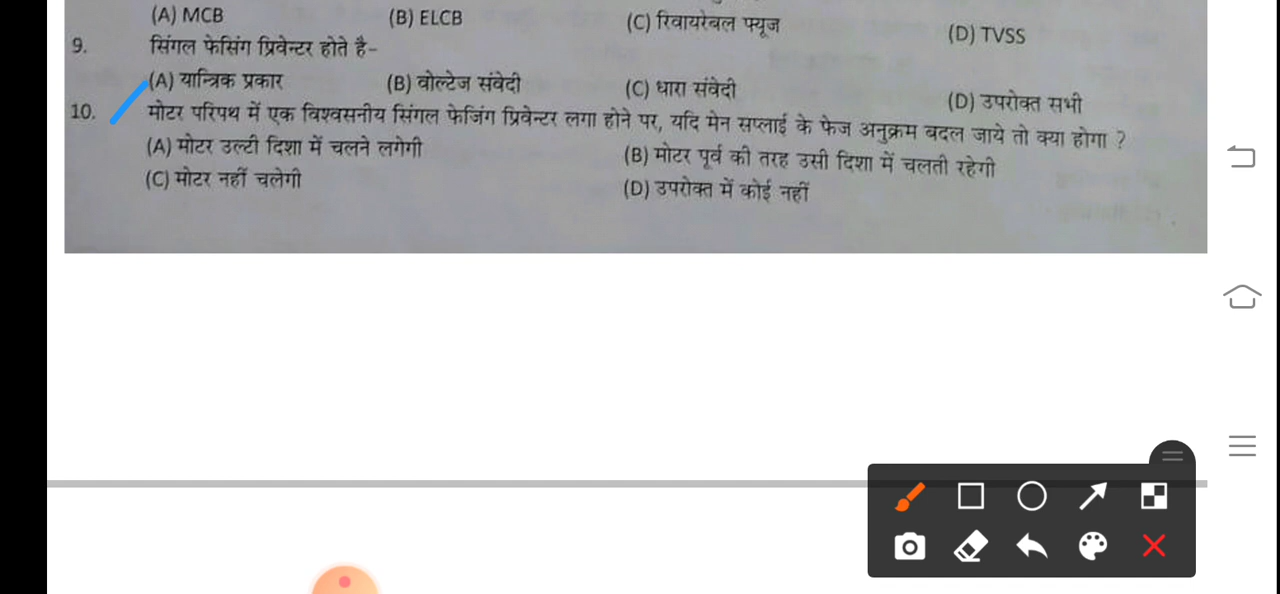 (A) MCB (B) ELCB (C) रिवायरेबल फ्यूज (D) TVSS
9. सिंगल फेसिंग प्रिवेन्टर होते है-
(A) यान्त्रिक प्रकार (B) वोल्टेज संवेदी (C) धारा संवेदी (D) उपरोक्त सभी
10. मोटर परिपथ में एक विश्वसनीय सिंगल फेजिंग प्रिवेन्टर लगा होने पर, यदि मेन सप्लाई के फेज अनुक्रम बदल जाये तो क्या होगा ?
(A) मोटर उल्टी दिशा में चलने लगेगी (B) मोटर पूर्व की तरह उसी दिशा में चलती रहेगी
(C) मोटर नहीं चलेगी (D) उपरोक्त में कोई नहीं